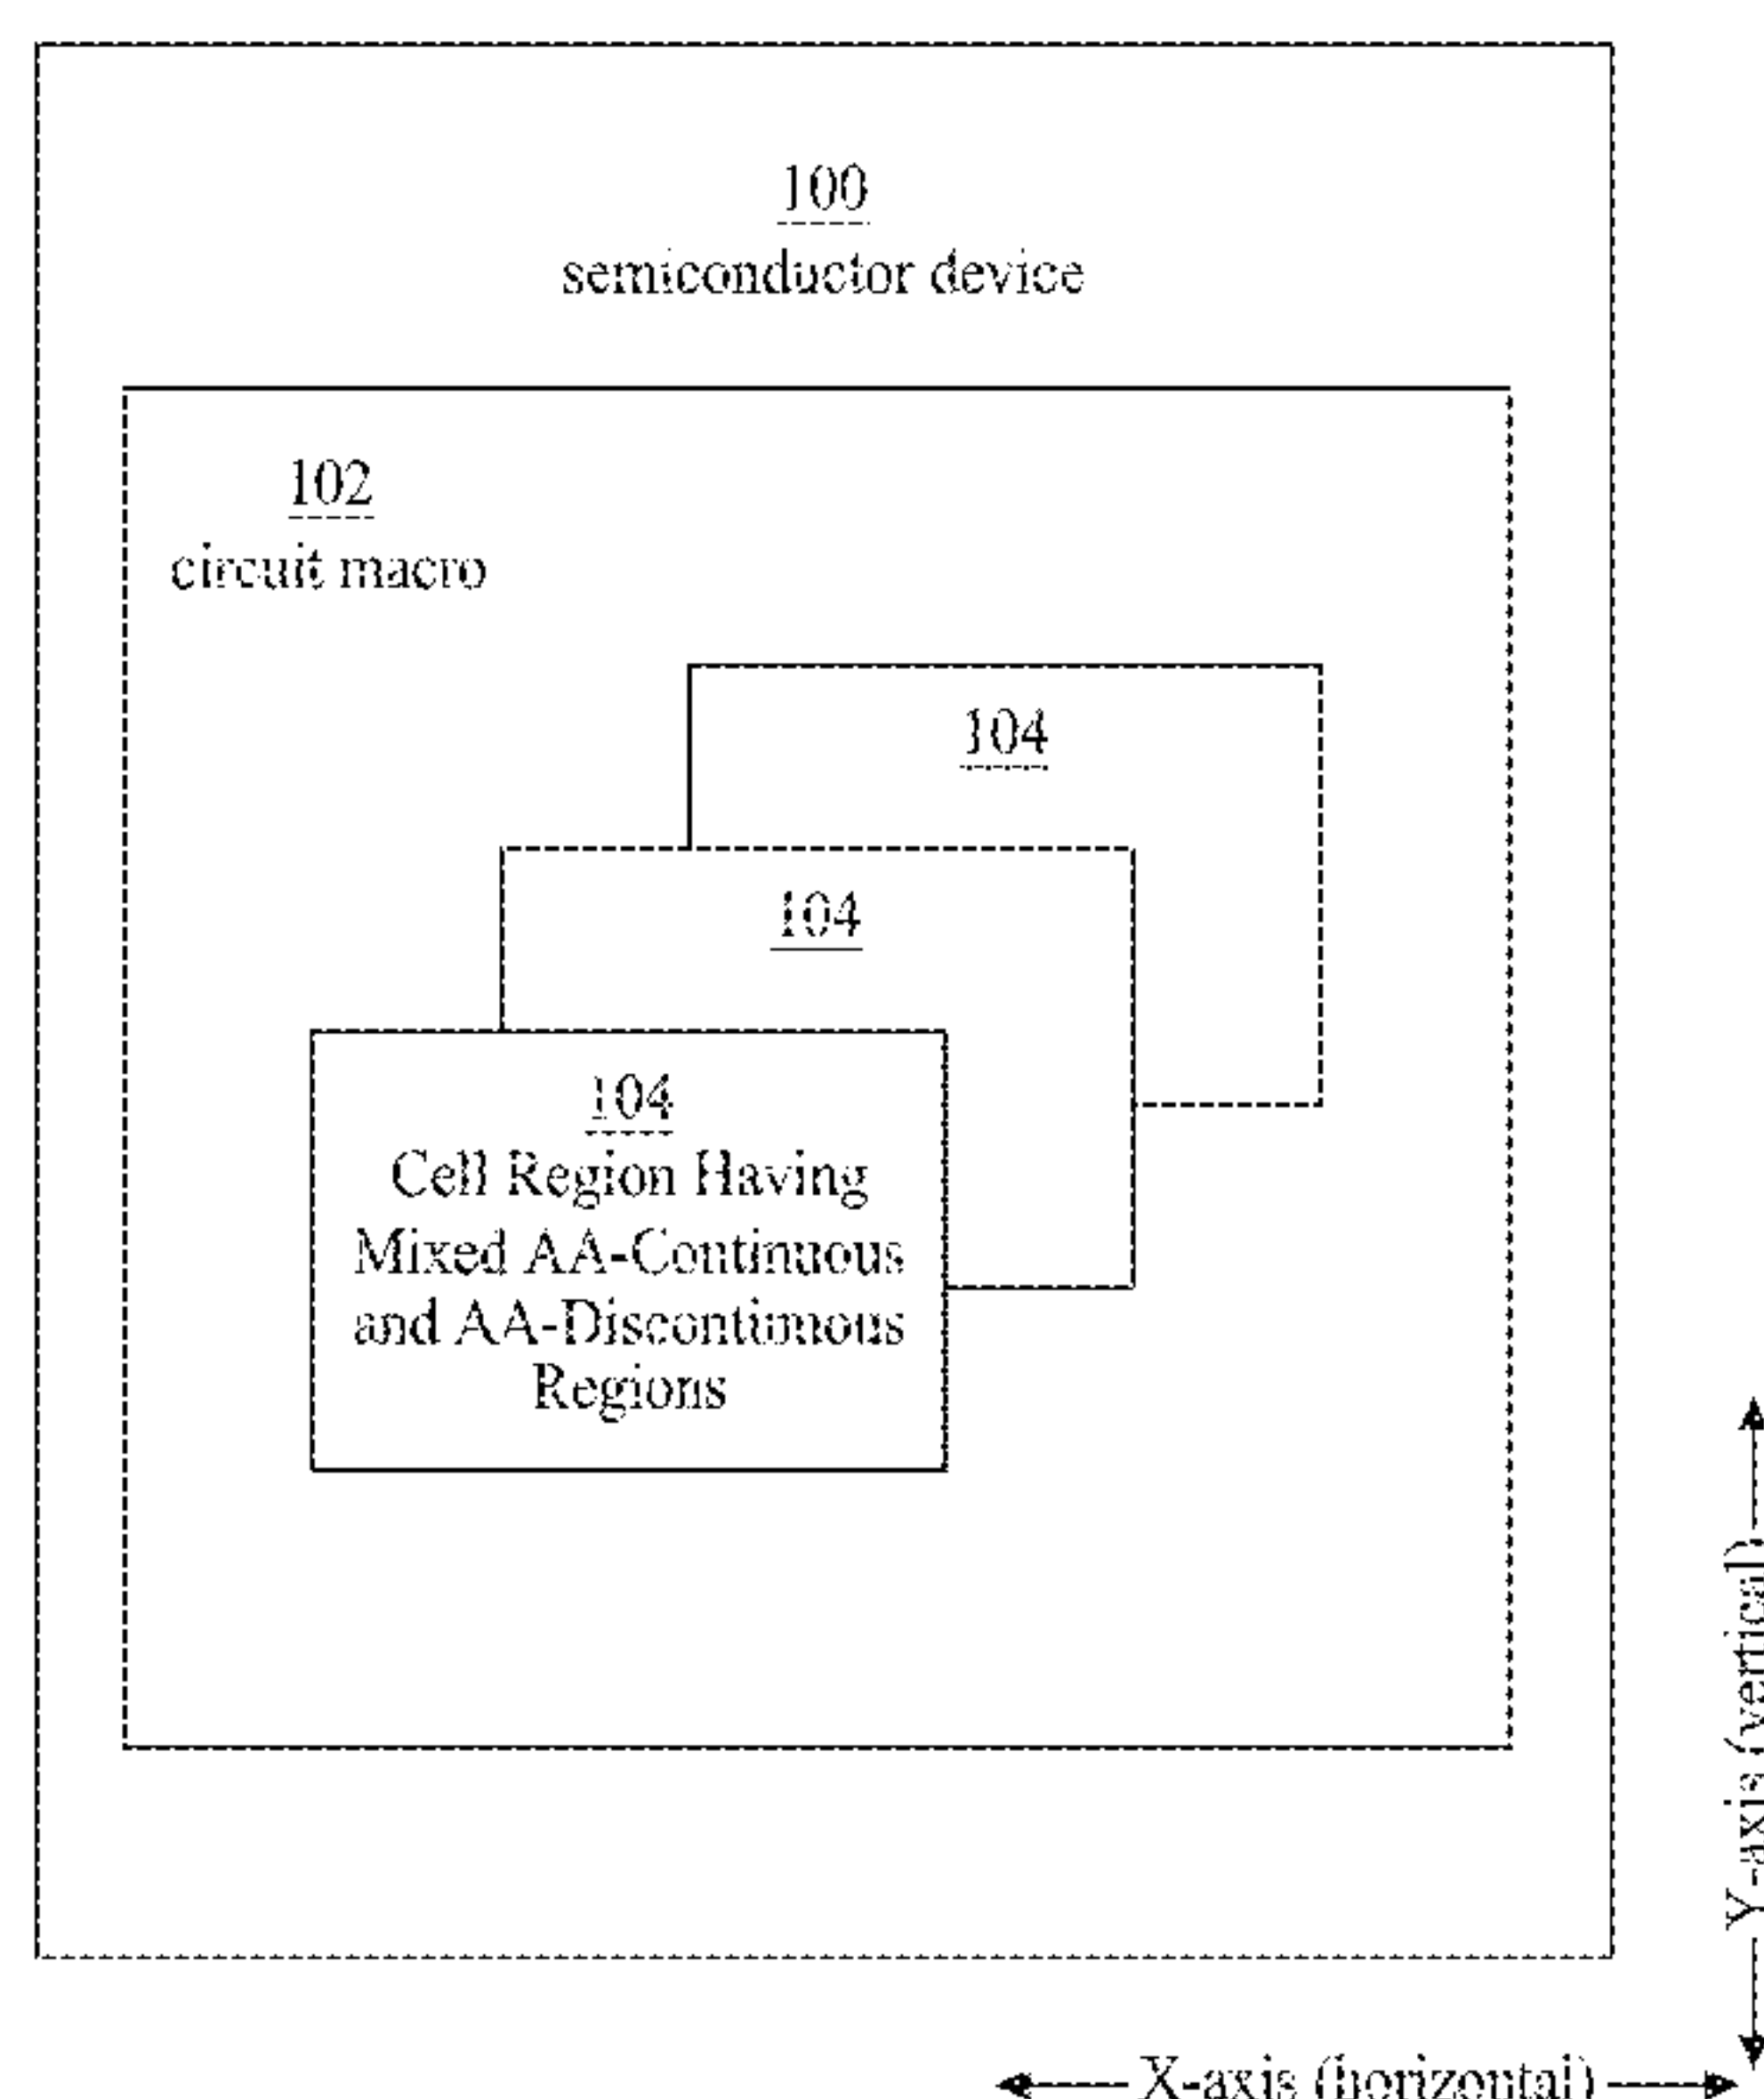 100
semiconductor device
102
circuit macro
104
104
104
Cell Region Having
Mixed AA-Continuous
and AA-Discontinuous
Regions
Y-axis (vertical)
X-axis (horizontal)